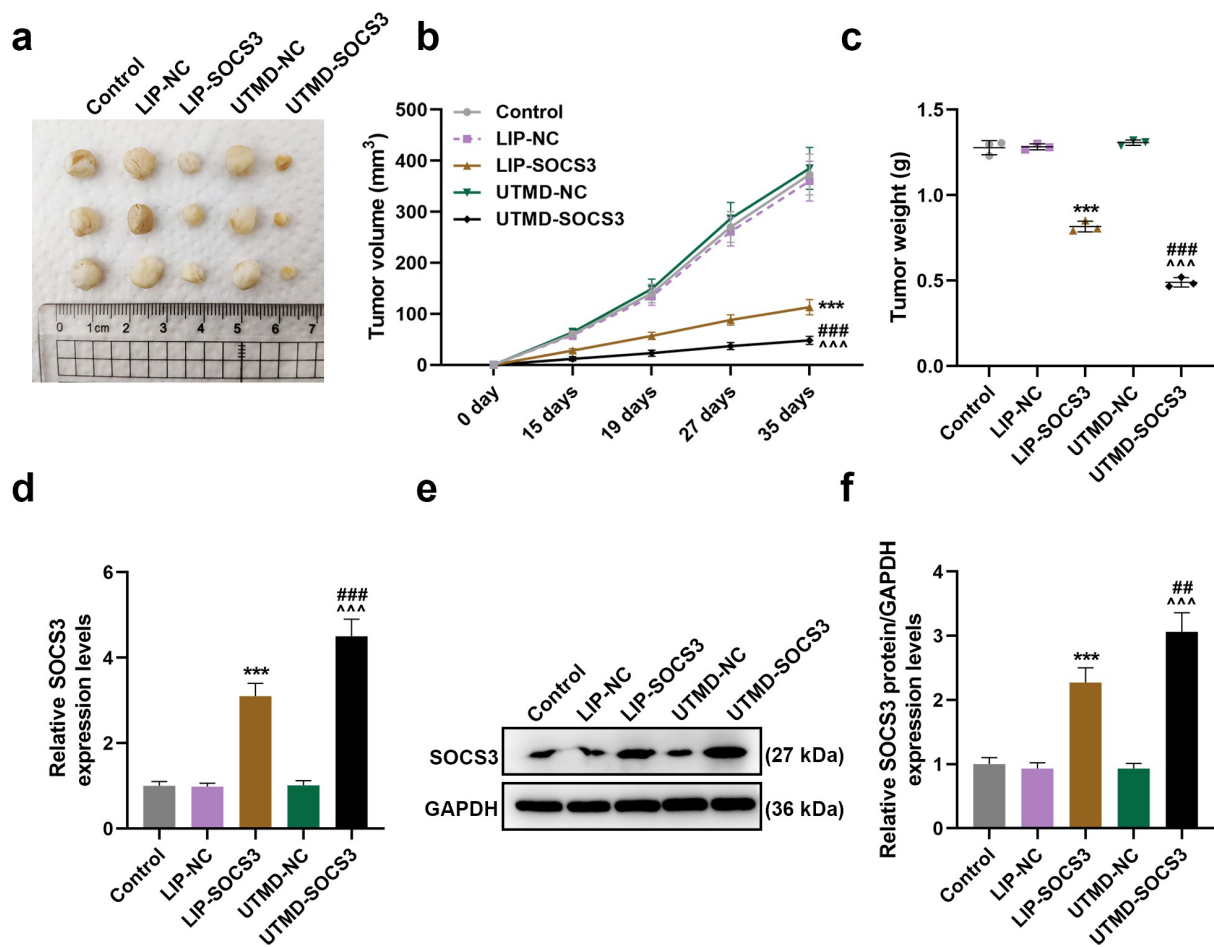 a
Control
LIP-NC
LIP-SOCS3
UTMD-NC
UTMD-SOCS3
0 1cm 2 3 4 5 6 7
b
Tumor volume (mm³)
500
400
300
200
100
0
Control
LIP-NC
LIP-SOCS3
UTMD-NC
UTMD-SOCS3
***
###
^^^
0 day
15 days
19 days
27 days
35 days
c
Tumor weight (g)
1.5
1.0
0.5
0.0
***
###
^^^
Control
LIP-NC
LIP-SOCS3
UTMD-NC
UTMD-SOCS3
d
Relative SOCS3
expression levels
6
4
2
0
***
###
^^^
Control
LIP-NC
LIP-SOCS3
UTMD-NC
UTMD-SOCS3
e
Control
LIP-NC
LIP-SOCS3
UTMD-NC
UTMD-SOCS3
SOCS3 (27 kDa)
GAPDH (36 kDa)
f
Relative SOCS3 protein/GAPDH
expression levels
4
3
2
1
0
***
##
^^^
Control
LIP-NC
LIP-SOCS3
UTMD-NC
UTMD-SOCS3